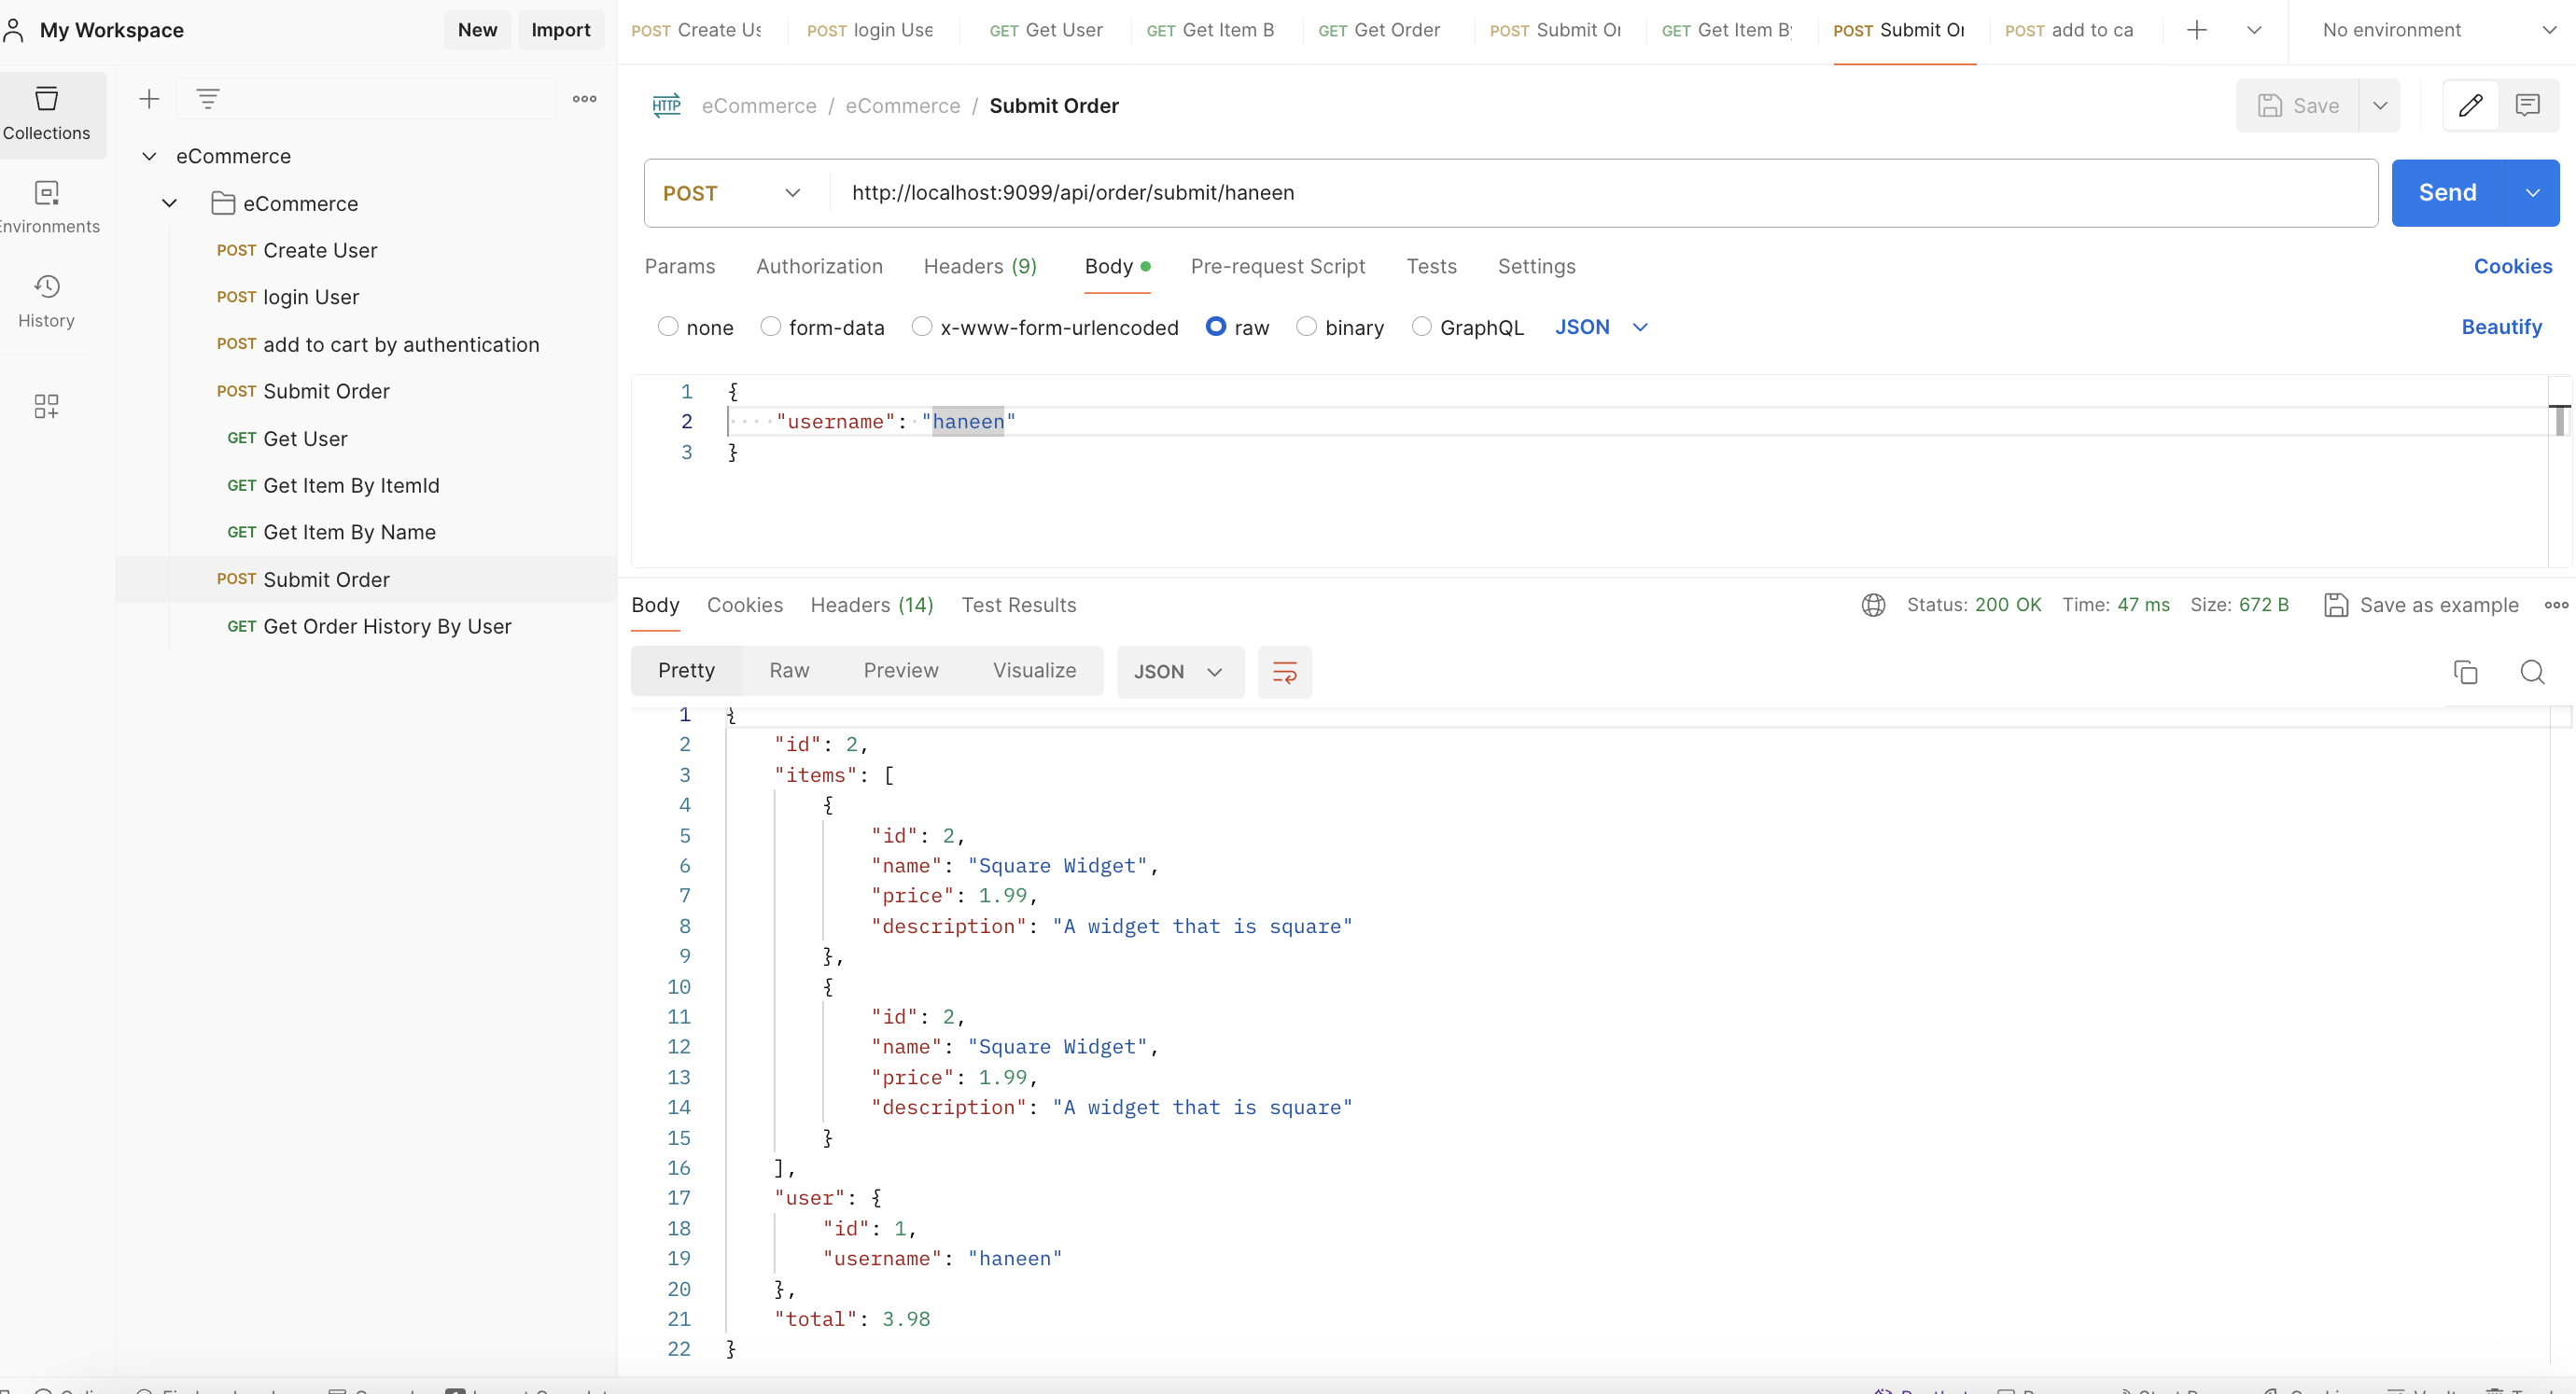 My Workspace
New
Import
POST Create Us
POST login Use
GET Get User
GET Get Item B
GET Get Order
POST Submit Or
GET Get Item By
POST Submit Or
POST add to ca
No environment
Collections
Environments
History
eCommerce
eCommerce
POST Create User
POST login User
POST add to cart by authentication
POST Submit Order
GET Get User
GET Get Item By ItemId
GET Get Item By Name
POST Submit Order
GET Get Order History By User
HTTP eCommerce / eCommerce / Submit Order
Save
POST http://localhost:9099/api/order/submit/haneen
Send
Params Authorization Headers (9) Body Pre-request Script Tests Settings Cookies
none form-data x-www-form-urlencoded raw binary GraphQL JSON Beautify
1 {
2 "username": "haneen"
3 }
Body Cookies Headers (14) Test Results Status: 200 OK Time: 47 ms Size: 672 B Save as example
Pretty Raw Preview Visualize JSON
1 {
2 "id": 2,
3 "items": [
4 {
5 "id": 2,
6 "name": "Square Widget",
7 "price": 1.99,
8 "description": "A widget that is square"
9 },
10 {
11 "id": 2,
12 "name": "Square Widget",
13 "price": 1.99,
14 "description": "A widget that is square"
15 }
16 ],
17 "user": {
18 "id": 1,
19 "username": "haneen"
20 },
21 "total": 3.98
22 }